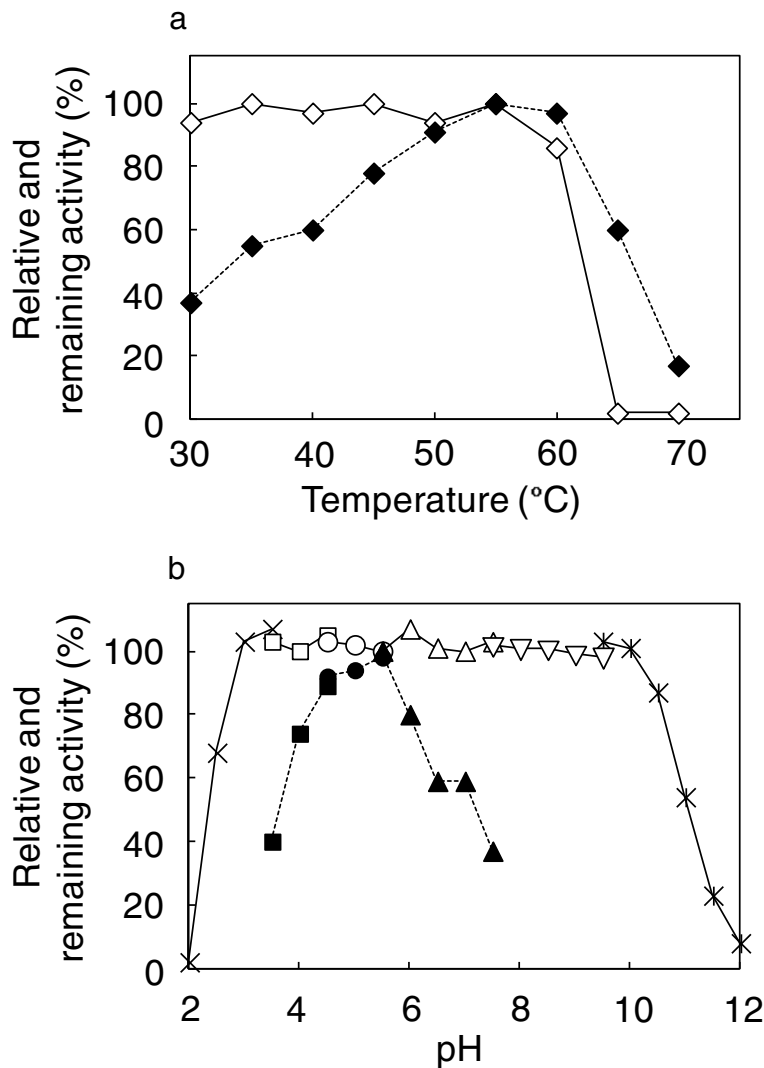 a
Relative and
remaining activity (%)
100
80
60
40
20
0
30 40 50 60 70
Temperature (°C)
b
Relative and
remaining activity (%)
100
80
60
40
20
0
2 4 6 8 10 12
pH